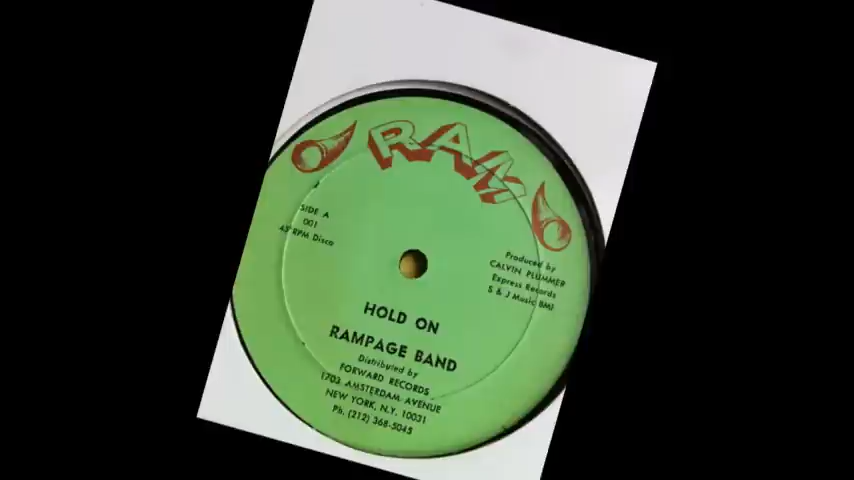 RAM
SIDE A
001
45 RPM Disco
Produced by
CALVIN PLUMMER
Express Records
S & J Music BMI
HOLD ON
RAMPAGE BAND
Distributed by
FORWARD RECORDS
1703 AMSTERDAM AVENUE
NEW YORK, N.Y. 10031
Ph. (212) 368-5045